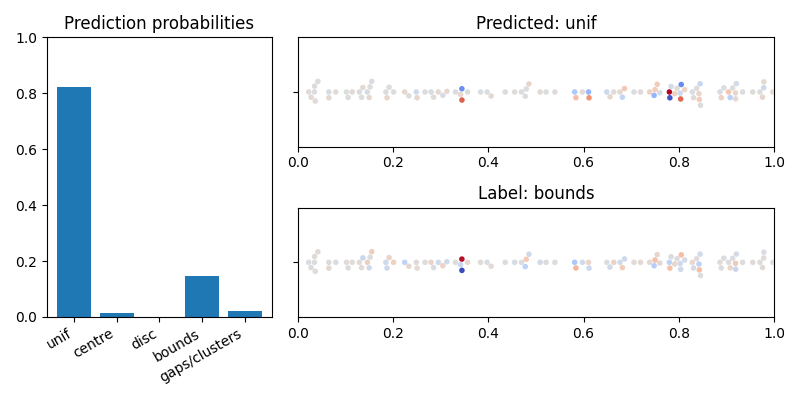 Prediction probabilities
1.0
0.8
0.6
0.4
0.2
0.0
unif
centre
disc
bounds
gaps/clusters
Predicted: unif
0.0 0.2 0.4 0.6 0.8 1.0
Label: bounds
0.0 0.2 0.4 0.6 0.8 1.0